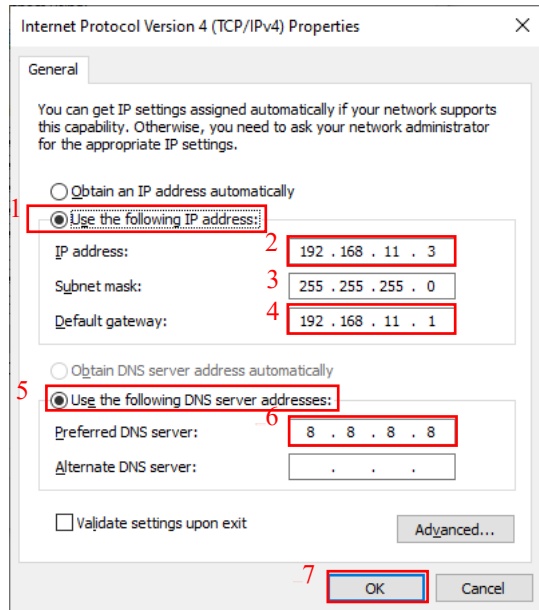 Internet Protocol Version 4 (TCP/IPv4) Properties
General
You can get IP settings assigned automatically if your network supports
this capability. Otherwise, you need to ask your network administrator
for the appropriate IP settings.
Obtain an IP address automatically
1 Use the following IP address:
IP address: 2 192 . 168 . 11 . 3
Subnet mask: 3 255 . 255 . 255 . 0
Default gateway: 4 192 . 168 . 11 . 1
Obtain DNS server address automatically
5 Use the following DNS server addresses:
Preferred DNS server: 6 8 . 8 . 8 . 8
Alternate DNS server: . . .
Validate settings upon exit
Advanced...
7 OK Cancel